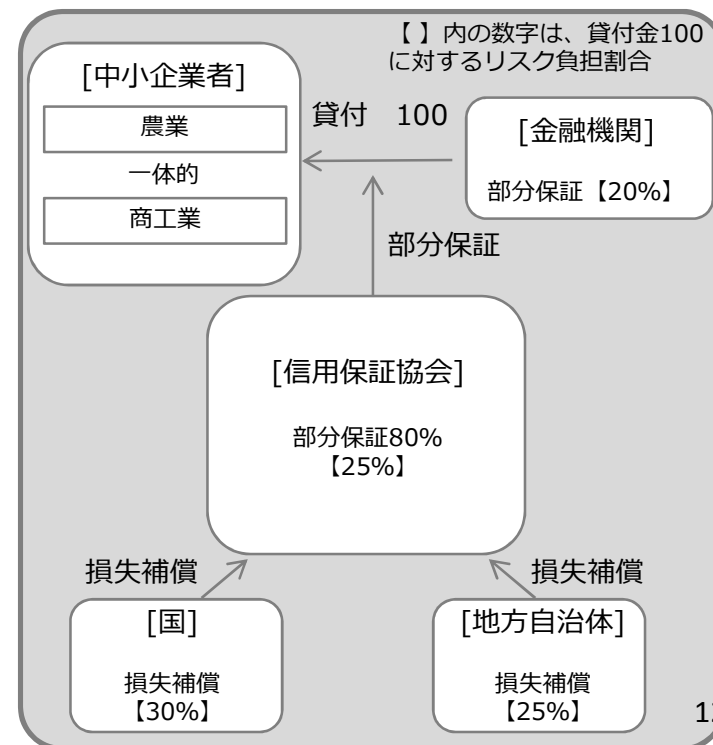 【 】内の数字は、貸付金100
に対するリスク負担割合
[中小企業者]
農業
一体的
商工業
貸付 100
[金融機関]
部分保証【20%】
部分保証
[信用保証協会]
部分保証80%
【25%】
損失補償
損失補償
[国]
損失補償
【30%】
[地方自治体]
損失補償
【25%】